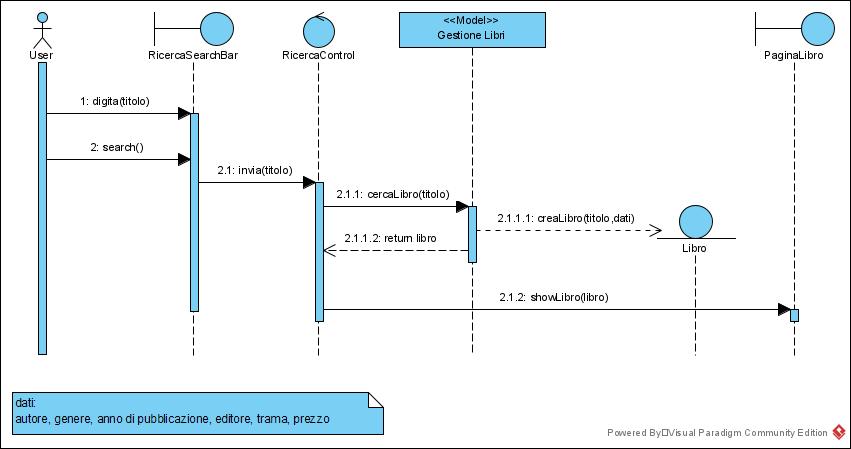 <<Model>>
Gestione Libri
User
RicercaSearchBar
RicercaControl
PaginaLibro
1: digita(titolo)
2: search()
2.1: invia(titolo)
2.1.1: cercaLibro(titolo)
2.1.1.1: creaLibro(titolo,dati)
2.1.1.2: return libro
Libro
2.1.2: showLibro(libro)
dati:
autore, genere, anno di pubblicazione, editore, trama, prezzo
Powered By Visual Paradigm Community Edition